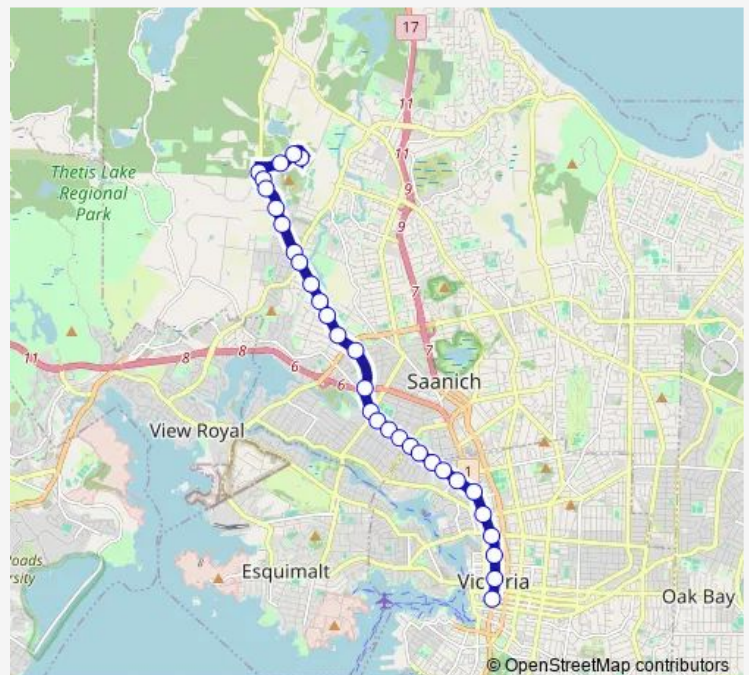 17
11
11
9
9
7
7
Thetis Lake
Regional
Park
11
8
8
6
6
Saanich
View Royal
1
Esquimalt
Victoria
Oak Bay
oads
rsity
© OpenStreetMap contributors